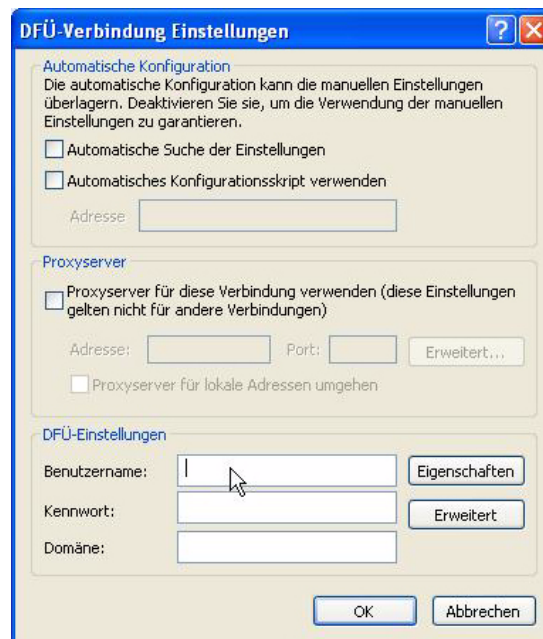 DFÜ-Verbindung Einstellungen
Automatische Konfiguration
Die automatische Konfiguration kann die manuellen Einstellungen
überlagern. Deaktivieren Sie sie, um die Verwendung der manuellen
Einstellungen zu garantieren.
Automatische Suche der Einstellungen
Automatisches Konfigurationsskript verwenden
Adresse
Proxyserver
Proxyserver für diese Verbindung verwenden (diese Einstellungen
gelten nicht für andere Verbindungen)
Adresse: Port: Erweitert...
Proxyserver für lokale Adressen umgehen
DFÜ-Einstellungen
Benutzername: Eigenschaften
Kennwort: Erweitert
Domäne:
OK Abbrechen